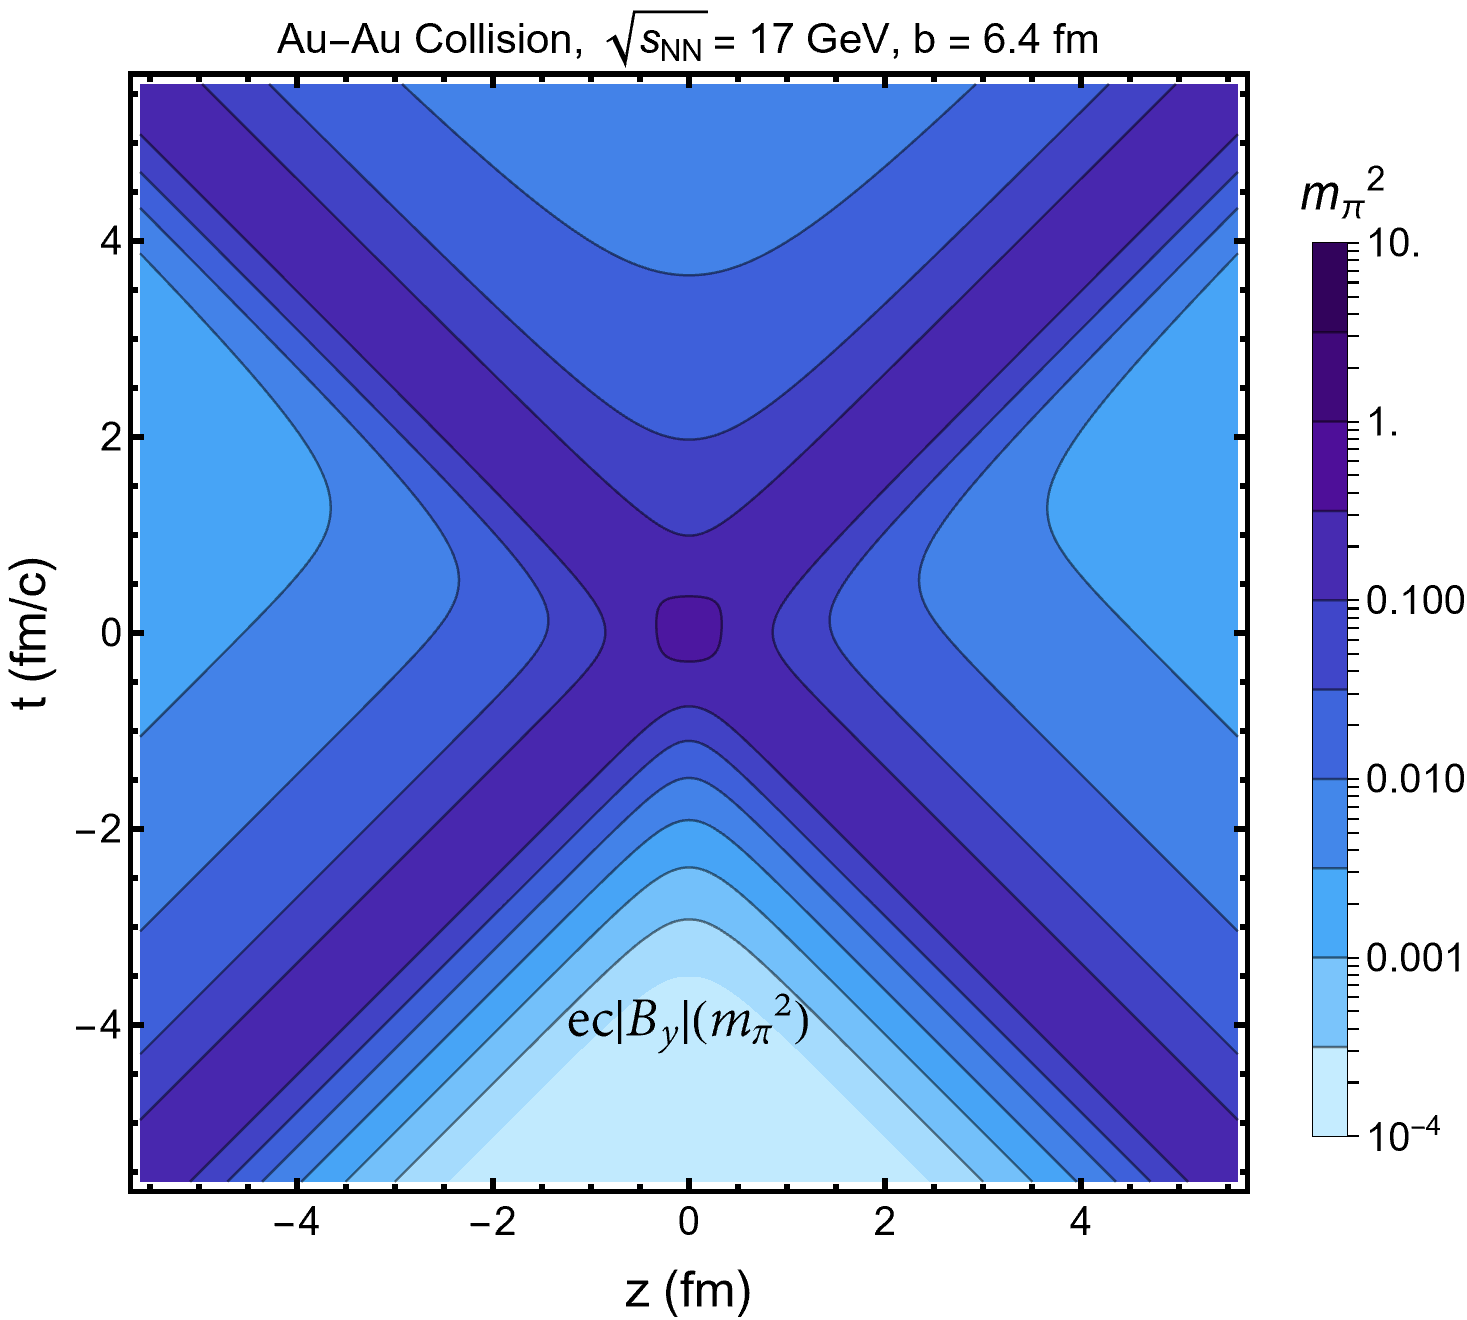 Au–Au Collision, √sNN = 17 GeV, b = 6.4 fm
mπ²
10.
1.
0.100
0.010
0.001
10⁻⁴
t (fm/c)
4
2
0
−2
−4
ec|By|(mπ²)
−4 −2 0 2 4
z (fm)